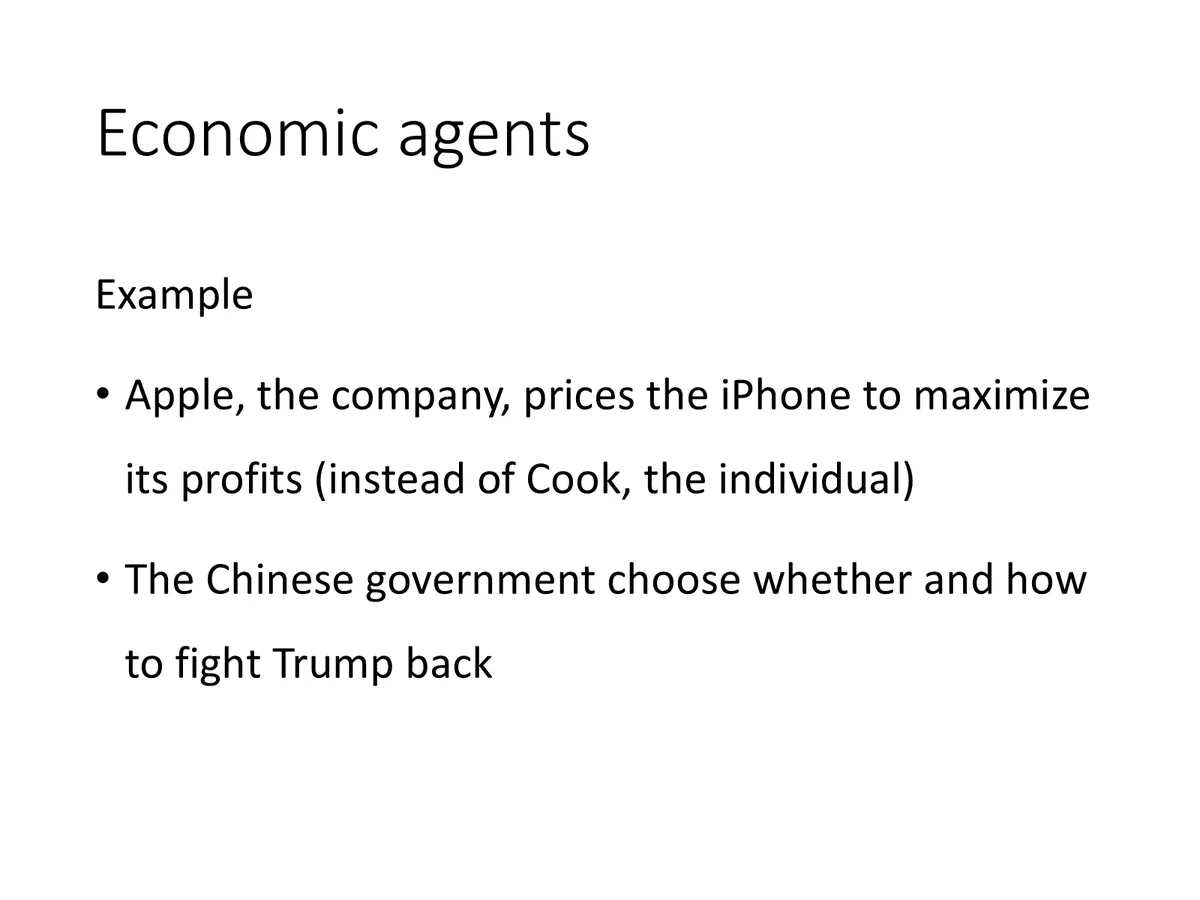 Economic agents
Example
• Apple, the company, prices the iPhone to maximize
its profits (instead of Cook, the individual)
• The Chinese government choose whether and how
to fight Trump back